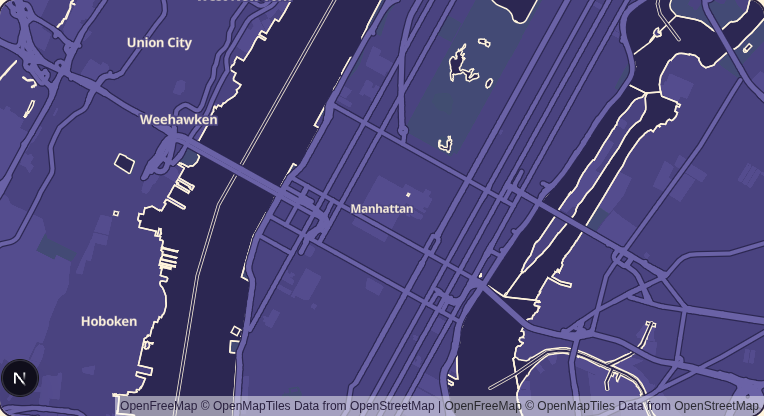 Union City
Weehawken
Manhattan
Hoboken
N
OpenFreeMap © OpenMapTiles Data from OpenStreetMap | OpenFreeMap © OpenMapTiles Data from OpenStreetMap